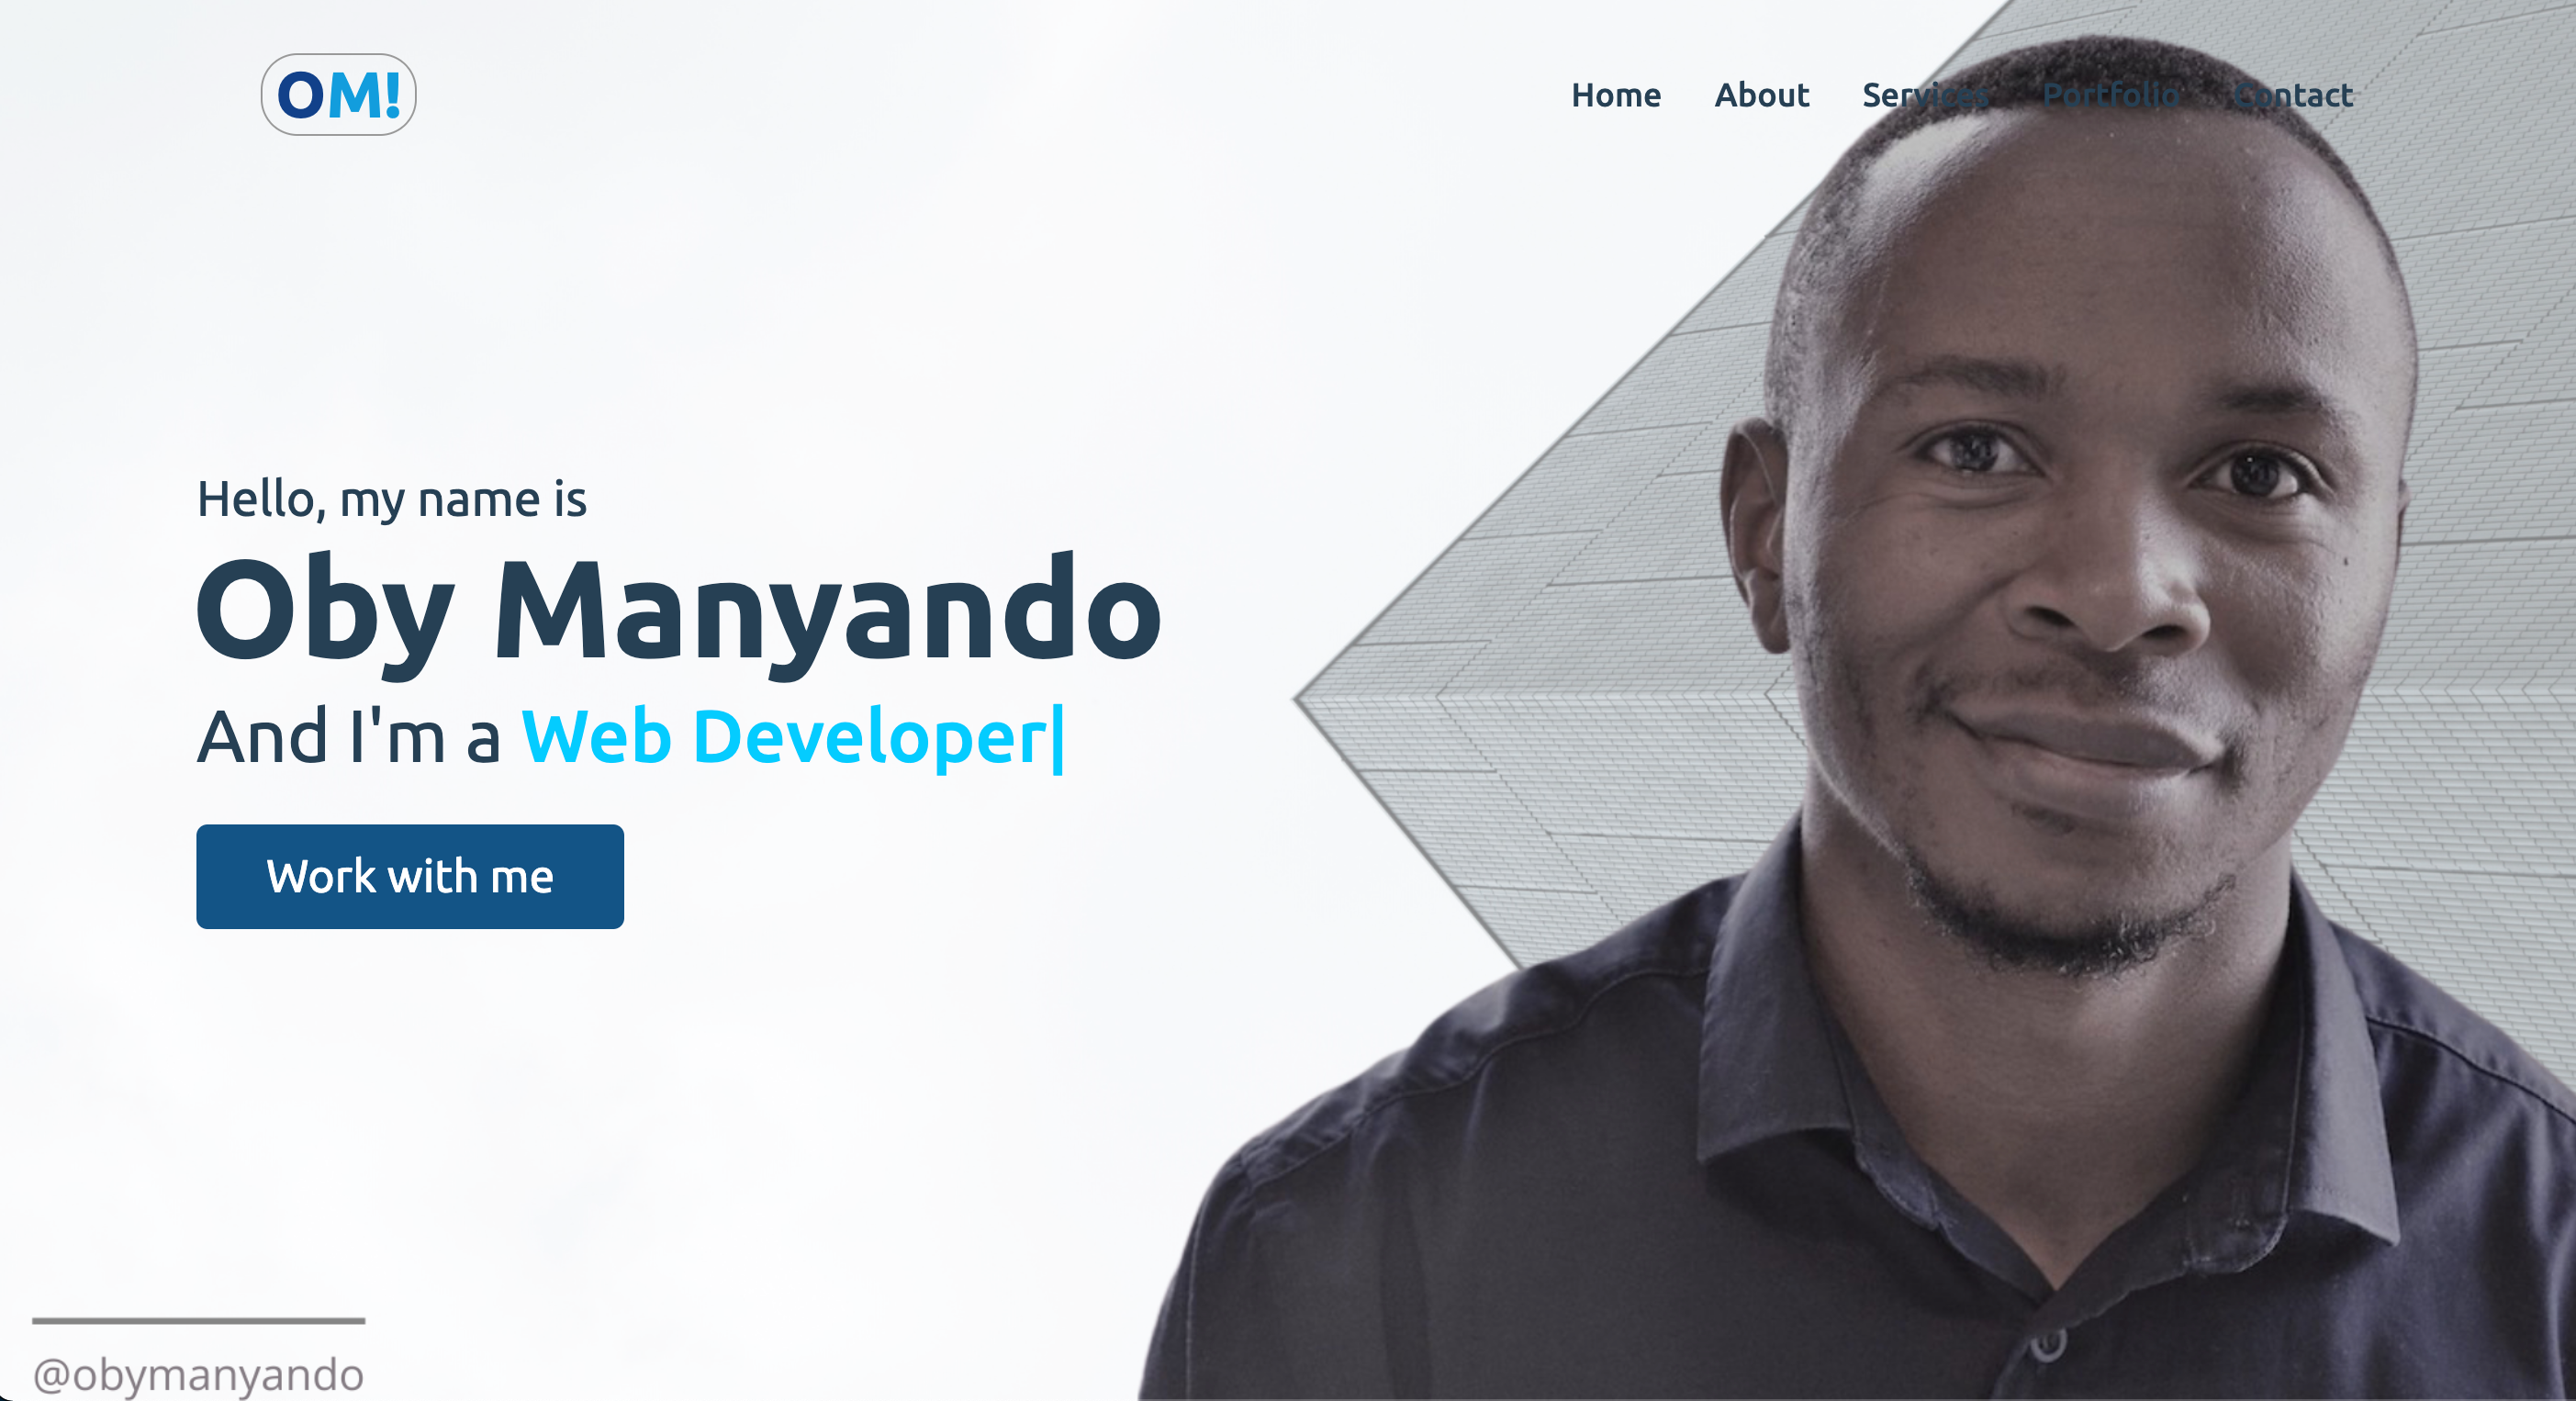 OM!
Home About Services Portfolio Contact
Hello, my name is
Oby Manyando
And I'm a Web Developer|
Work with me
@obymanyando